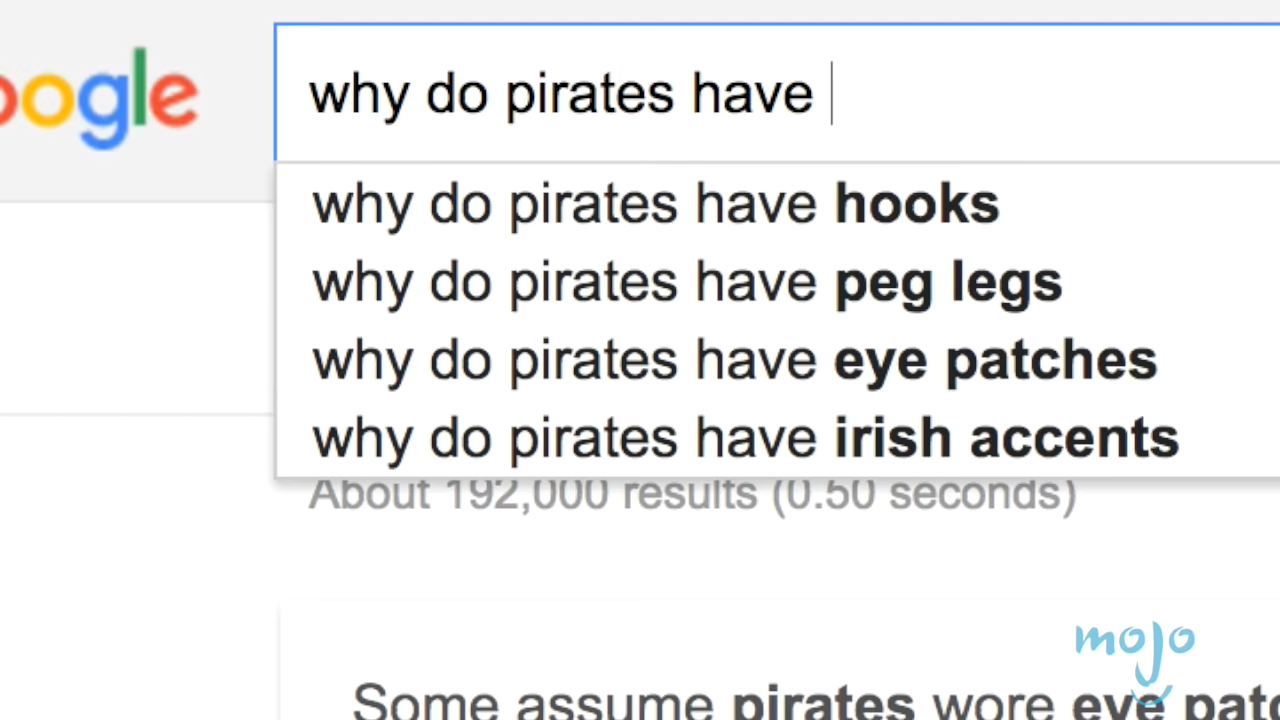 oogle
why do pirates have
why do pirates have hooks
why do pirates have peg legs
why do pirates have eye patches
why do pirates have irish accents
About 192,000 results (0.50 seconds)
mojo
Some assume pirates wore eye patc